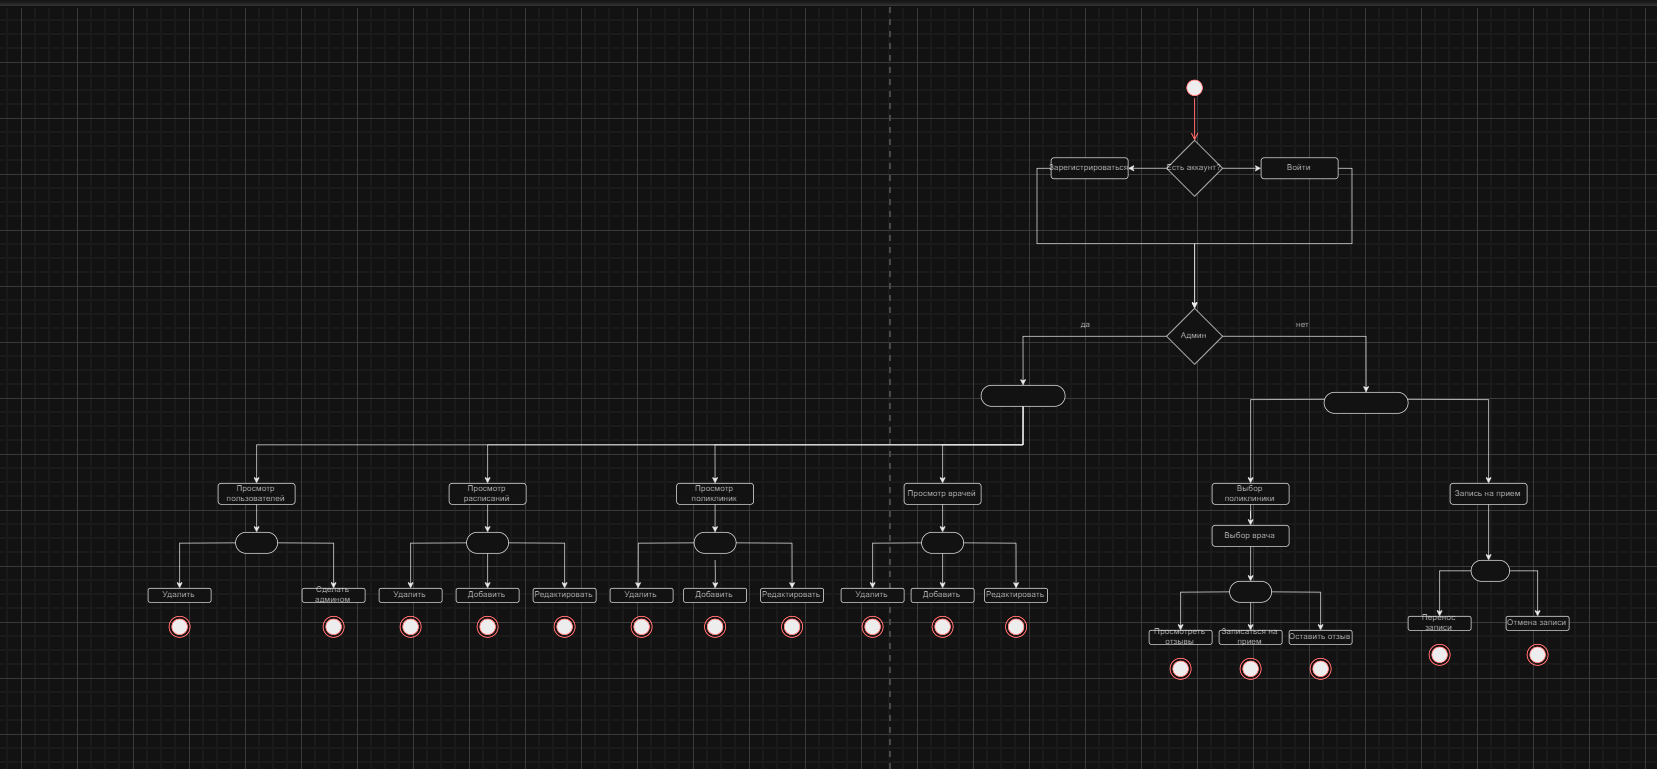 Зарегистрироваться
Есть аккаунт?
Войти
Админ
да
нет
Просмотр
пользователей
Просмотр
расписаний
Просмотр
поликлиник
Просмотр врачей
Выбор
поликлиники
Запись на прием
Выбор врача
Удалить
Сделать
админом
Удалить
Добавить
Редактировать
Удалить
Добавить
Редактировать
Удалить
Добавить
Редактировать
Просмотреть
отзывы
Записаться на
прием
Оставить отзыв
Перенос
записи
Отмена записи